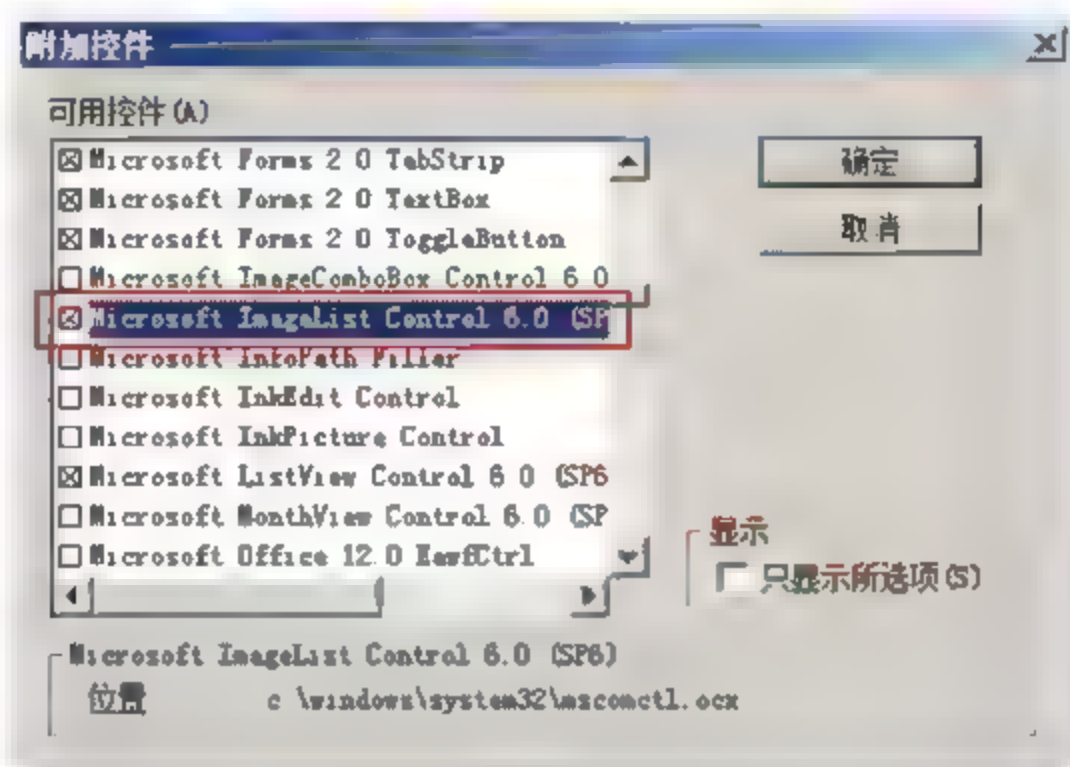 附加控件
可用控件(A)
Microsoft Forms 2 0 TabStrip
Microsoft Forms 2 0 TextBox
Microsoft Forms 2 0 ToggleButton
Microsoft ImageComboBox Control 6 0
Microsoft ImageList Control 6.0 (SP
Microsoft InfoPath Filler
Microsoft InkEdit Control
Microsoft InkPicture Control
Microsoft ListView Control 6 0 (SP6
Microsoft MonthView Control 6.0 (SP
Microsoft Office 12.0
确定
取消
显示
只显示所选项(S)
Microsoft ImageList Control 6.0 (SP6)
位置 c \windows\system32\mscomctl.ocx